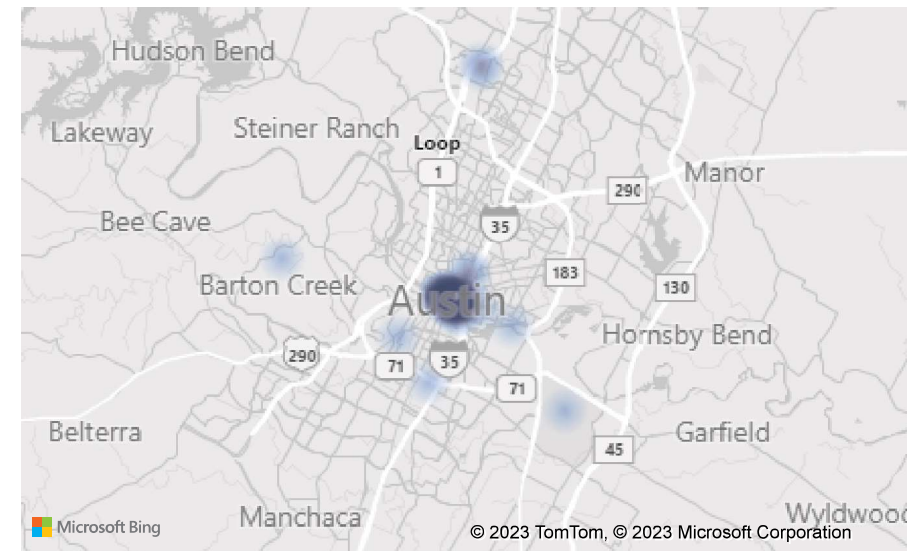 Hudson Bend
Lakeway
Steiner Ranch
Loop
1
Manor
290
Bee Cave
35
183
Barton Creek
130
Austin
Hornsby Bend
290
71
35
71
Belterra
45
Garfield
Manchaca
Wyldwood
Microsoft Bing
© 2023 TomTom, © 2023 Microsoft Corporation